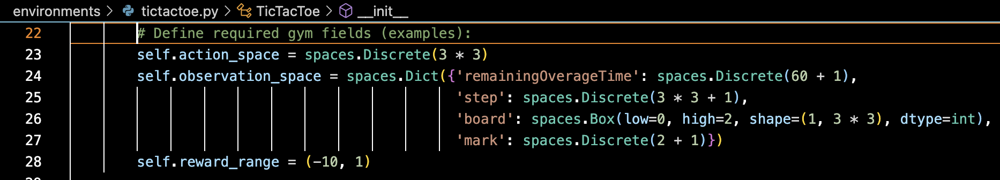 environments > tictactoe.py > TicTacToe > __init__
22 # Define required gym fields (examples):
23 self.action_space = spaces.Discrete(3 * 3)
24 self.observation_space = spaces.Dict({'remainingOverageTime': spaces.Discrete(60 + 1),
25 'step': spaces.Discrete(3 * 3 + 1),
26 'board': spaces.Box(low=0, high=2, shape=(1, 3 * 3), dtype=int),
27 'mark': spaces.Discrete(2 + 1)})
28 self.reward_range = (-10, 1)